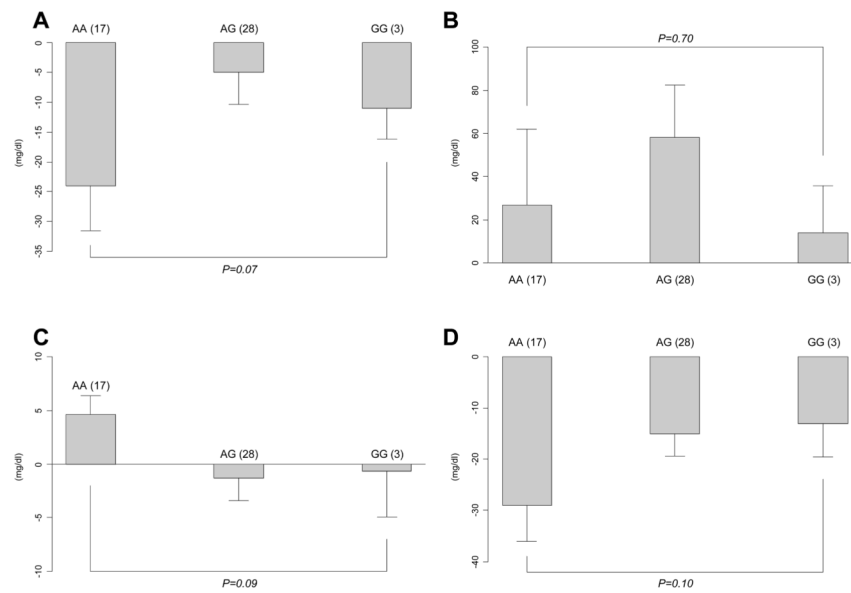 A
AA (17)
AG (28)
GG (3)
0
-5
-10
-15
-20
-25
-30
-35
(mg/dl)
P=0.07
B
P=0.70
100
80
60
40
20
0
(mg/dl)
AA (17)
AG (28)
GG (3)
C
10
5
0
-5
-10
(mg/dl)
AA (17)
AG (28)
GG (3)
P=0.09
D
AA (17)
AG (28)
GG (3)
0
-10
-20
-30
-40
(mg/dl)
P=0.10